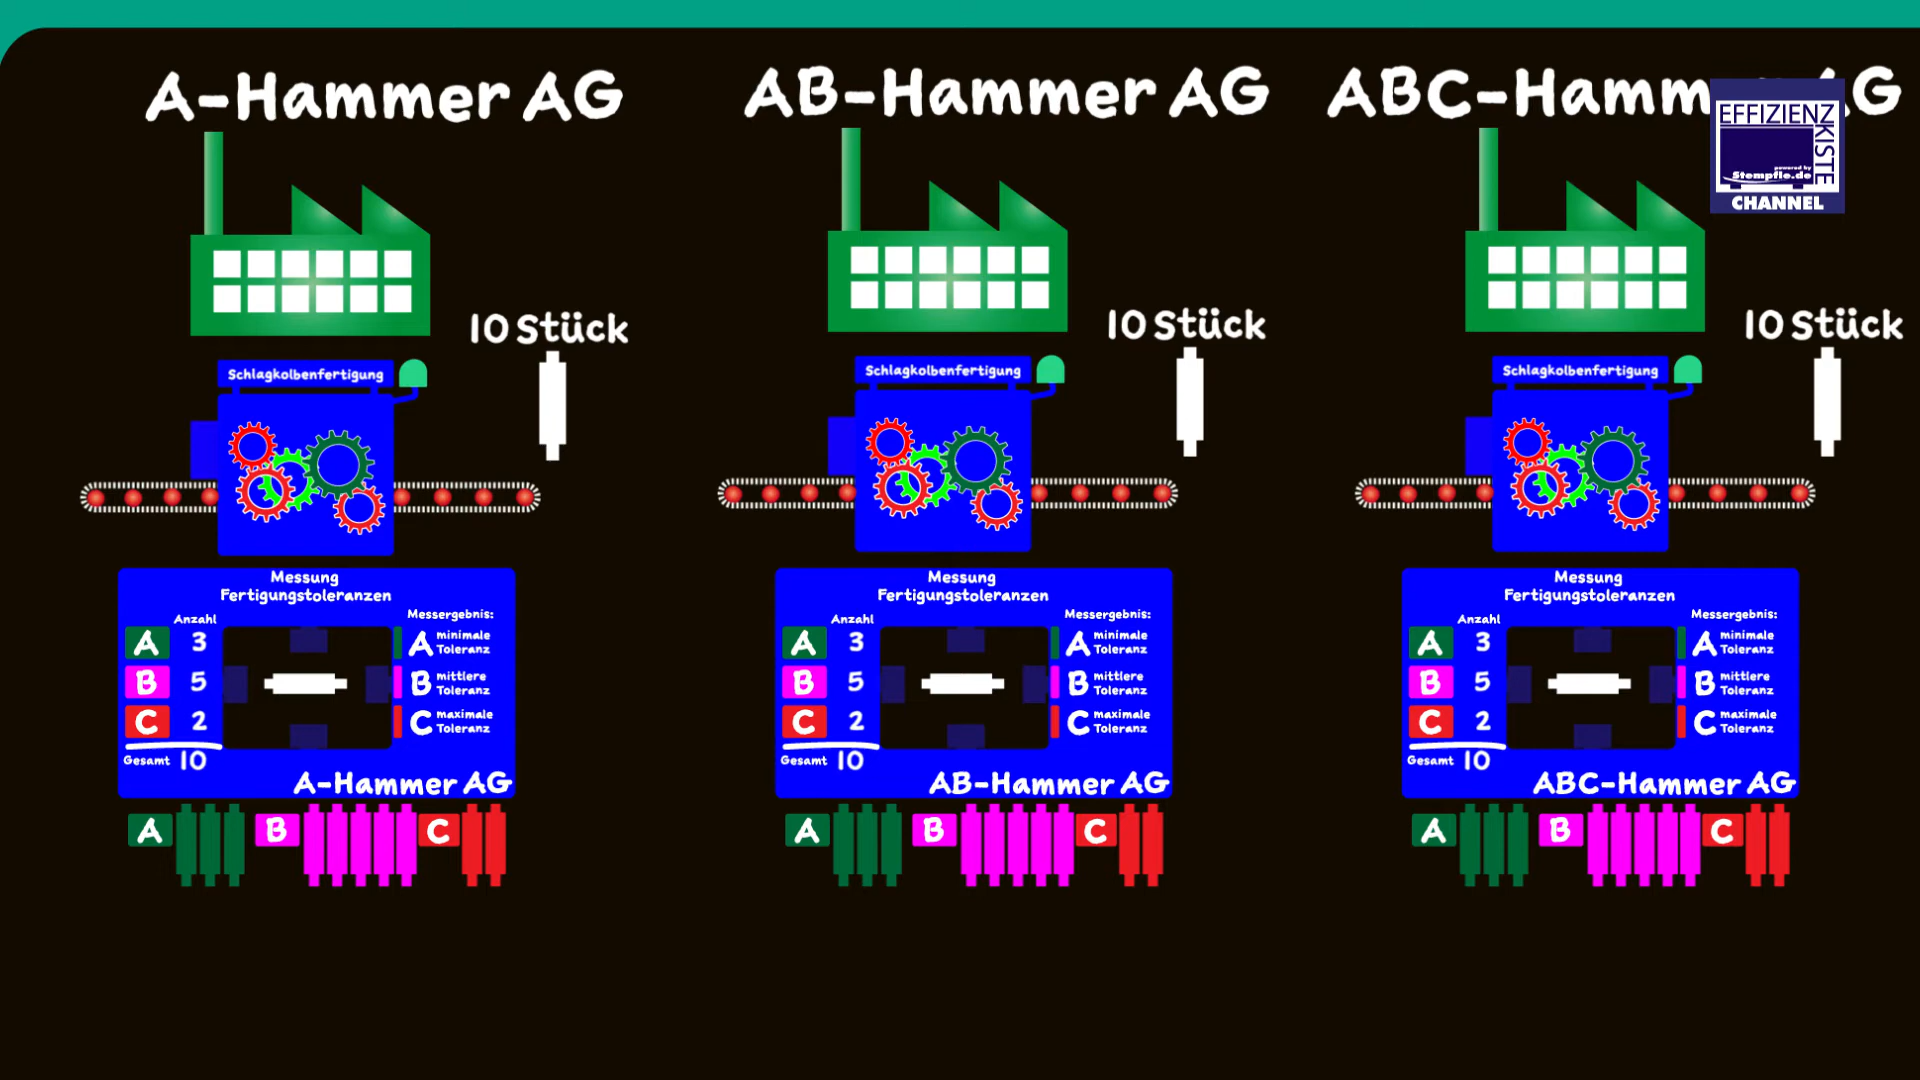 A-Hammer AG
10 Stück
Schlagkolbenfertigung
Messung
Fertigungstoleranzen
Anzahl
Messergebnis:
A 3
B 5
C 2
Gesamt 10
A minimale
Toleranz
B mittlere
Toleranz
C maximale
Toleranz
A-Hammer AG
A B C
AB-Hammer AG
10 Stück
Schlagkolbenfertigung
Messung
Fertigungstoleranzen
Anzahl
Messergebnis:
A 3
B 5
C 2
Gesamt 10
A minimale
Toleranz
B mittlere
Toleranz
C maximale
Toleranz
AB-Hammer AG
A B C
ABC-Hamm G
EFFIZIENZ
KISTE
powered by
Stempfle.de
CHANNEL
10 Stück
Schlagkolbenfertigung
Messung
Fertigungstoleranzen
Anzahl
Messergebnis:
A 3
B 5
C 2
Gesamt 10
A minimale
Toleranz
B mittlere
Toleranz
C maximale
Toleranz
ABC-Hammer AG
A B C